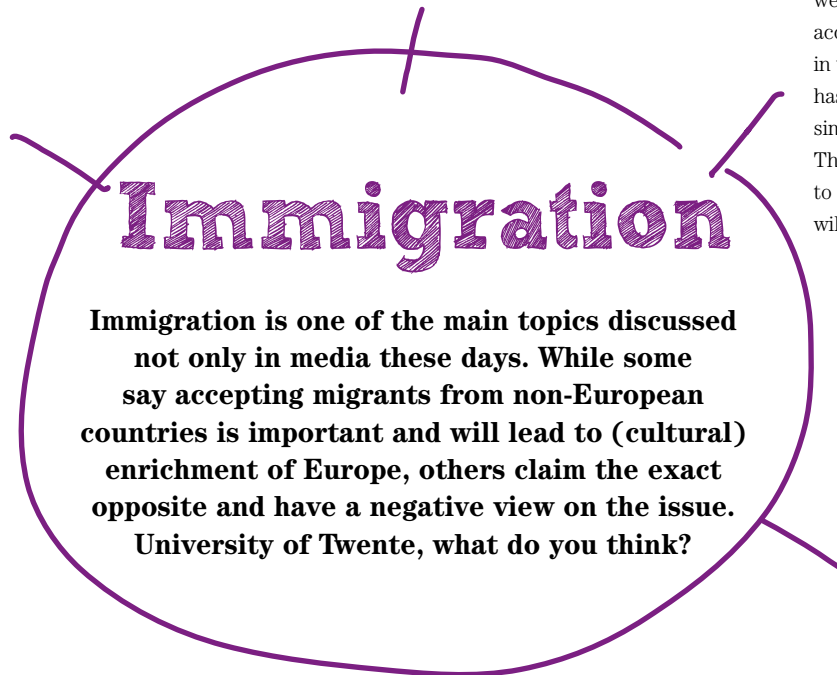 in
to
Immigration
Immigration is one of the main topics discussed
not only in media these days. While some
say accepting migrants from non-European
countries is important and will lead to (cultural)
enrichment of Europe, others claim the exact
opposite and have a negative view on the issue.
University of Twente, what do you think?